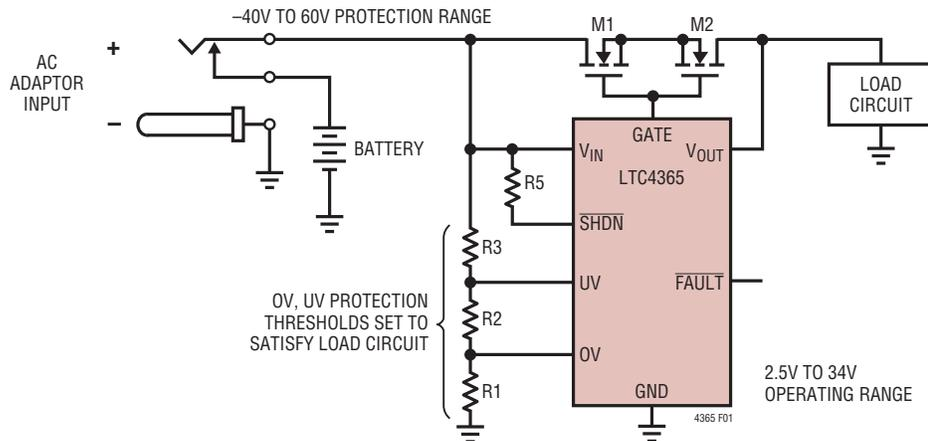 –40V TO 60V PROTECTION RANGE
M1
M2
+
AC
ADAPTOR
INPUT
–
BATTERY
LOAD
CIRCUIT
GATE
VIN
VOUT
LTC4365
R5
SHDN
R3
UV
FAULT
OV, UV PROTECTION
THRESHOLDS SET TO
SATISFY LOAD CIRCUIT
R2
OV
R1
GND
2.5V TO 34V
OPERATING RANGE
4365 F01